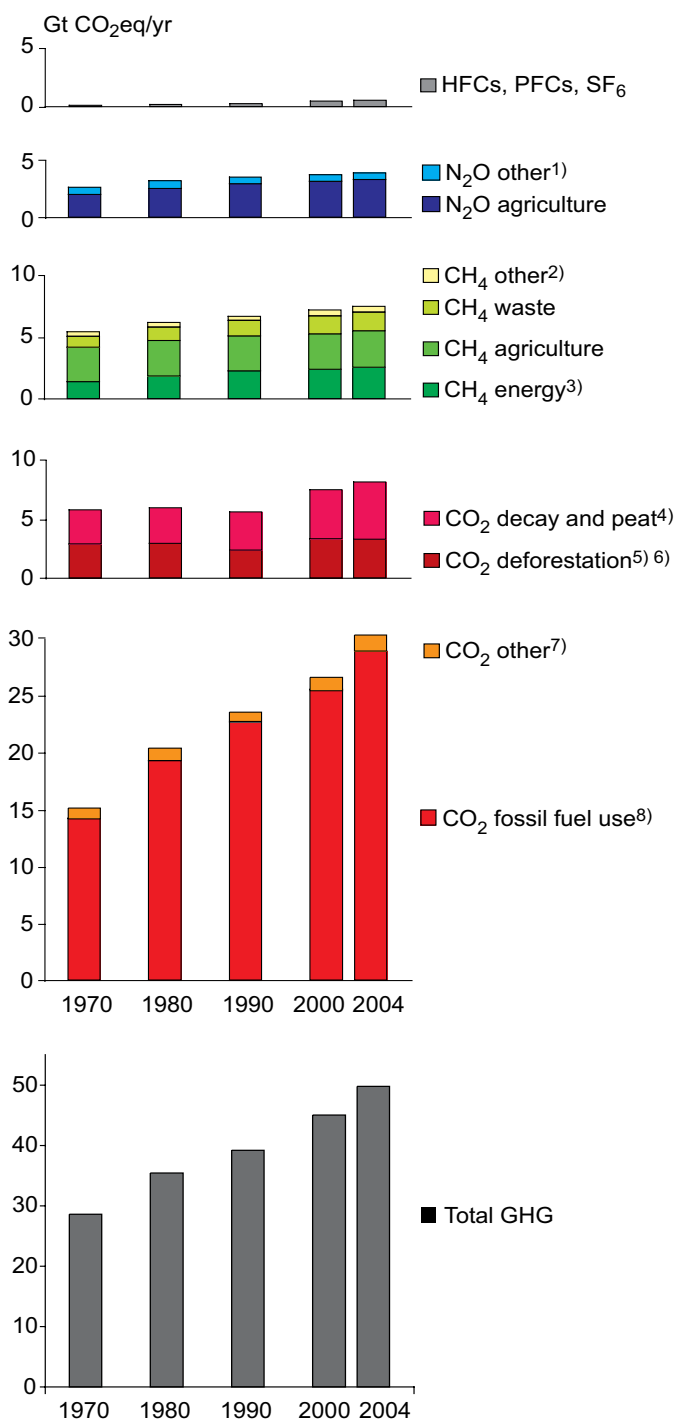 Gt CO₂eq/yr
5
0
HFCs, PFCs, SF₆
5
0
N₂O other¹⁾
N₂O agriculture
10
5
0
CH₄ other²⁾
CH₄ waste
CH₄ agriculture
CH₄ energy³⁾
10
5
0
CO₂ decay and peat⁴⁾
CO₂ deforestation⁵⁾ ⁶⁾
30
25
20
15
10
5
0
CO₂ other⁷⁾
CO₂ fossil fuel use⁸⁾
1970 1980 1990 2000 2004
50
40
30
20
10
0
Total GHG
1970 1980 1990 2000 2004